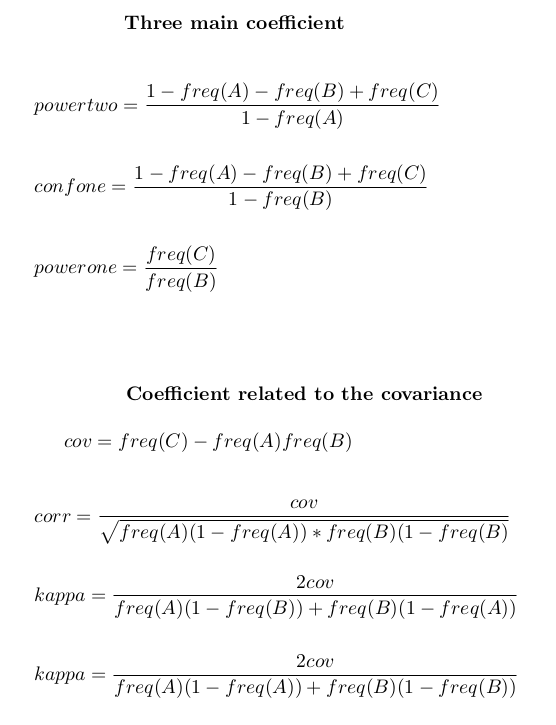 Three main coefficient
powertwo = \frac{1 - freq(A) - freq(B) + freq(C)}{1 - freq(A)}
confone = \frac{1 - freq(A) - freq(B) + freq(C)}{1 - freq(B)}
powerone = \frac{freq(C)}{freq(B)}
Coefficient related to the covariance
cov = freq(C) - freq(A)freq(B)
corr = \frac{cov}{\sqrt{freq(A)(1 - freq(A)) * freq(B)(1 - freq(B)}}
kappa = \frac{2cov}{freq(A)(1 - freq(B)) + freq(B)(1 - freq(A))}
kappa = \frac{2cov}{freq(A)(1 - freq(A)) + freq(B)(1 - freq(B))}